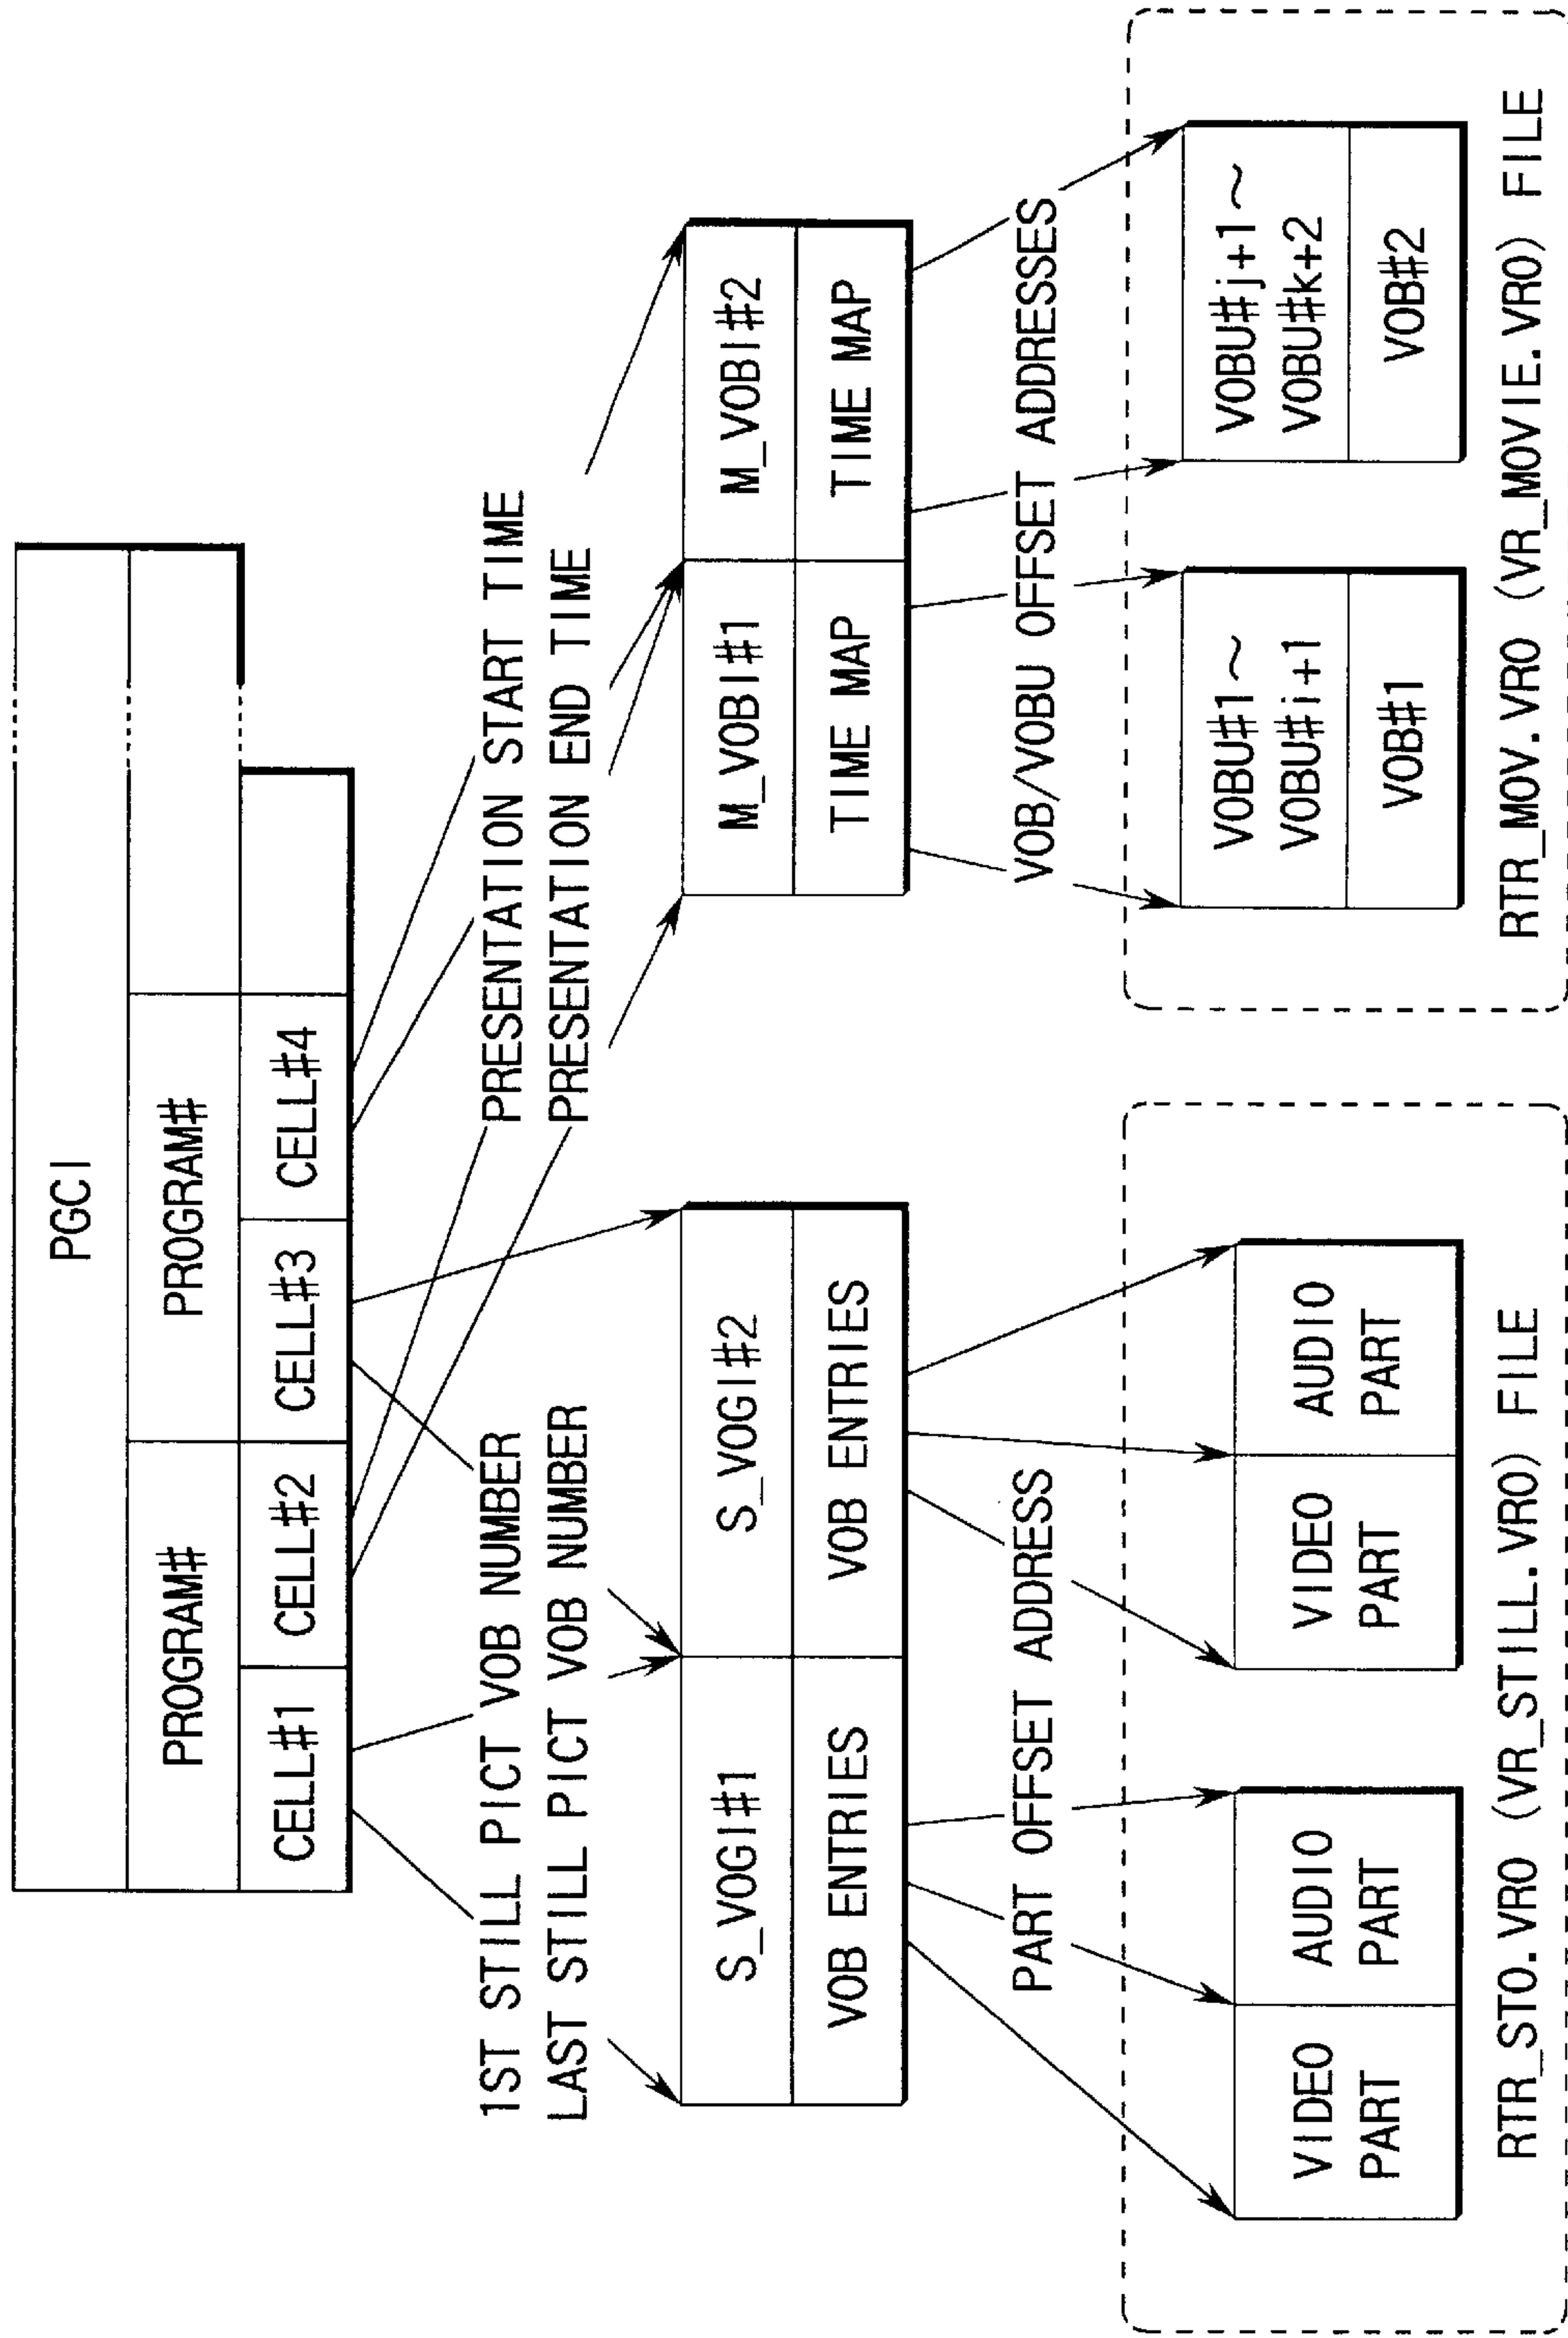 PGCI
PROGRAM#
PROGRAM#
CELL#1
CELL#2
CELL#3
CELL#4
1ST STILL PICT VOB NUMBER
LAST STILL PICT VOB NUMBER
PRESENTATION START TIME
PRESENTATION END TIME
S_VOGI#1
S_VOGI#2
VOB ENTRIES
VOB ENTRIES
M_VOBI#1
M_VOBI#2
TIME MAP
TIME MAP
PART OFFSET ADDRESS
VOB/VOBU OFFSET ADDRESSES
VIDEO
PART
AUDIO
PART
VIDEO
PART
AUDIO
PART
RTR_STO.VRO (VR_STILL.VRO) FILE
VOBU#1~
VOBU#i+1
VOB#1
VOBU#j+1~
VOBU#k+2
VOB#2
RTR_MOV.VRO (VR_MOVIE.VRO) FILE